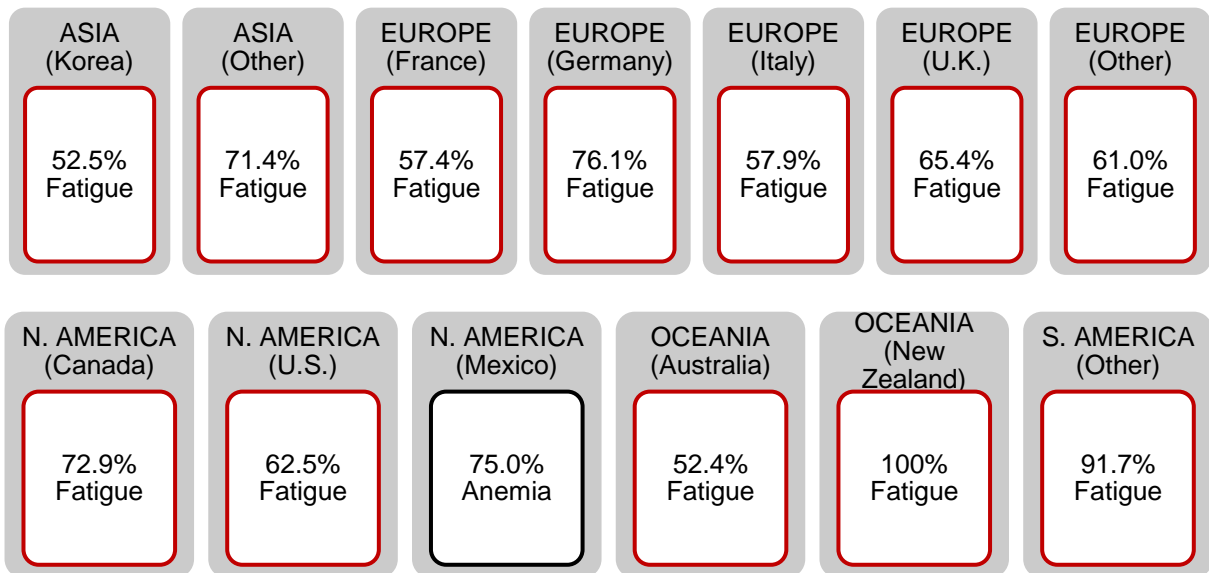 ASIA
(Korea)
52.5%
Fatigue
ASIA
(Other)
71.4%
Fatigue
EUROPE
(France)
57.4%
Fatigue
EUROPE
(Germany)
76.1%
Fatigue
EUROPE
(Italy)
57.9%
Fatigue
EUROPE
(U.K.)
65.4%
Fatigue
EUROPE
(Other)
61.0%
Fatigue
N. AMERICA
(Canada)
72.9%
Fatigue
N. AMERICA
(U.S.)
62.5%
Fatigue
N. AMERICA
(Mexico)
75.0%
Anemia
OCEANIA
(Australia)
52.4%
Fatigue
OCEANIA
(New
Zealand)
100%
Fatigue
S. AMERICA
(Other)
91.7%
Fatigue